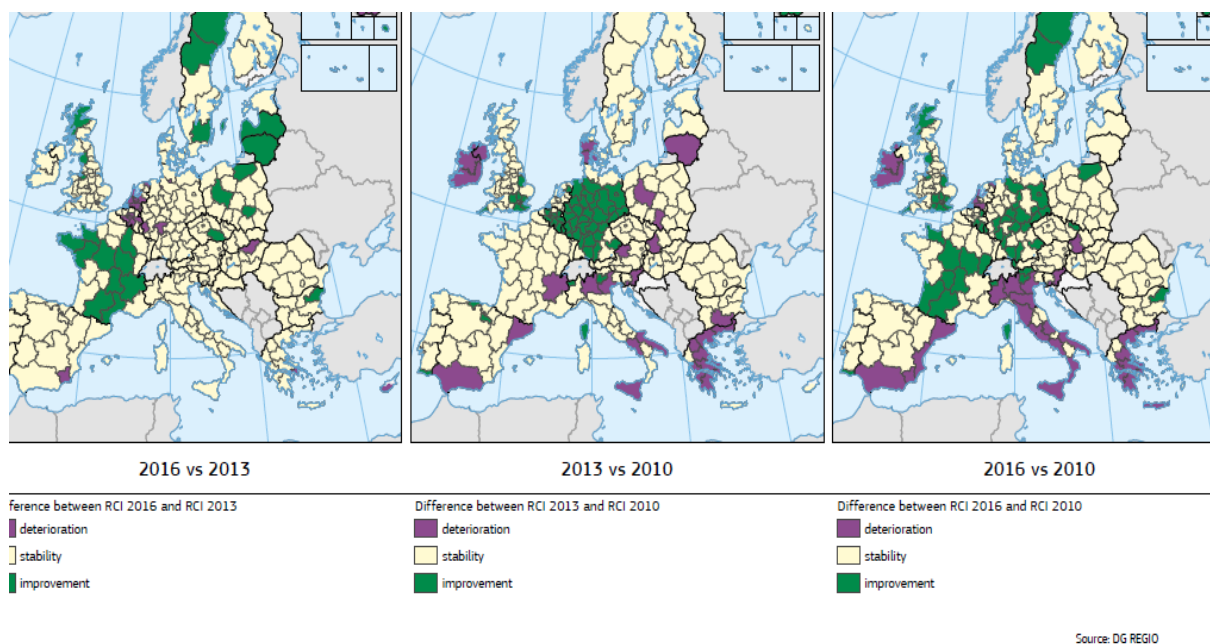 2016 vs 2013
2013 vs 2010
2016 vs 2010
fference between RCI 2016 and RCI 2013
deterioration
stability
improvement
Difference between RCI 2013 and RCI 2010
deterioration
stability
improvement
Difference between RCI 2016 and RCI 2010
deterioration
stability
improvement
Source: DG REGIO